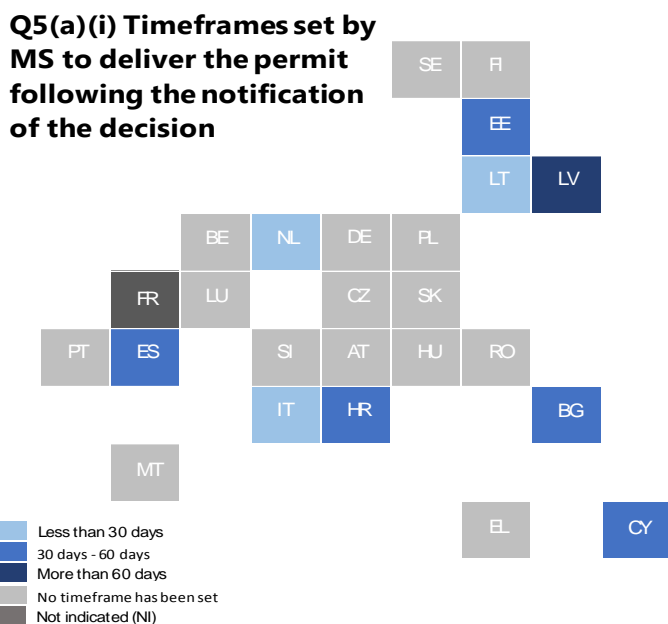 Q5(a)(i) Timeframes set by
MS to deliver the permit
following the notification
of the decision
SE FI
EE
LT LV
BE NL DE PL
FR LU CZ SK
PT ES SI AT HU RO
IT HR BG
MT
EL CY
Less than 30 days
30 days - 60 days
More than 60 days
No timeframe has been set
Not indicated (NI)